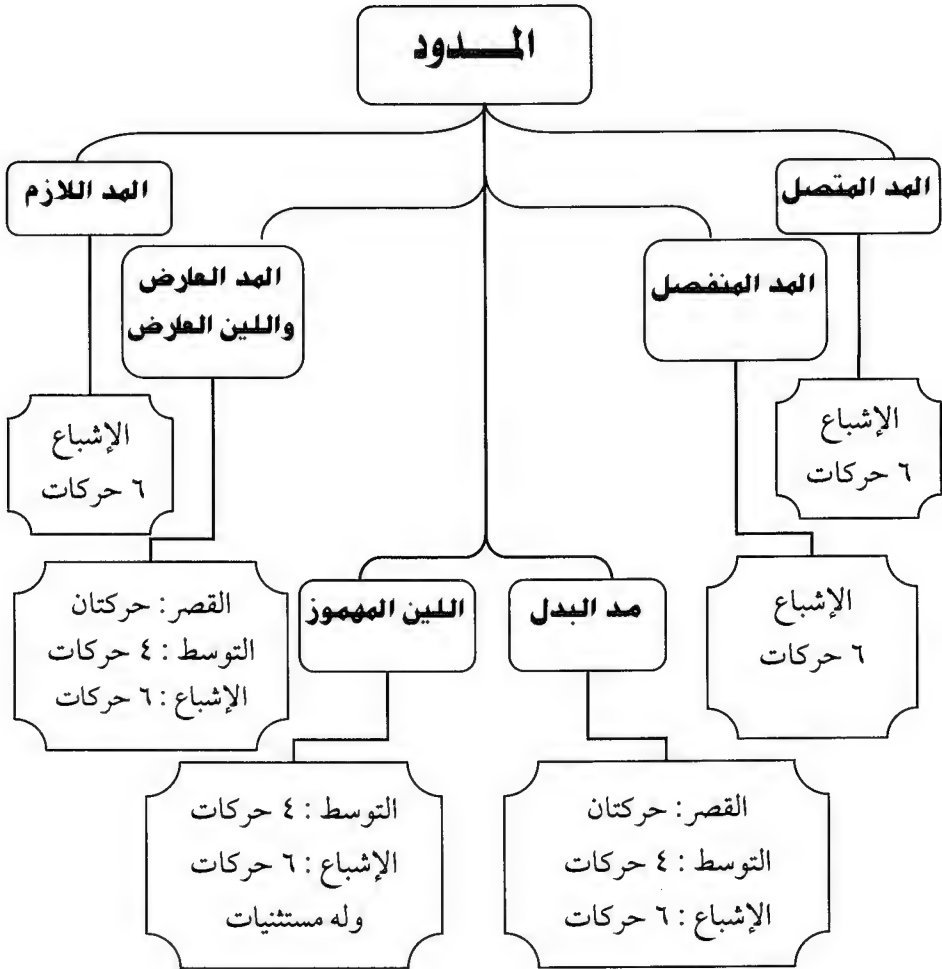 المـــدود
المد المتصل
المد اللازم
المد المنفصل
المد العارض
واللين العارض
الإشباع
٦ حركات
الإشباع
٦ حركات
مد البدل
اللين المهموز
الإشباع
٦ حركات
القصر : حركتان
التوسط : ٤ حركات
الإشباع : ٦ حركات
القصر : حركتان
التوسط : ٤ حركات
الإشباع : ٦ حركات
التوسط : ٤ حركات
الإشباع : ٦ حركات
وله مستثنيات